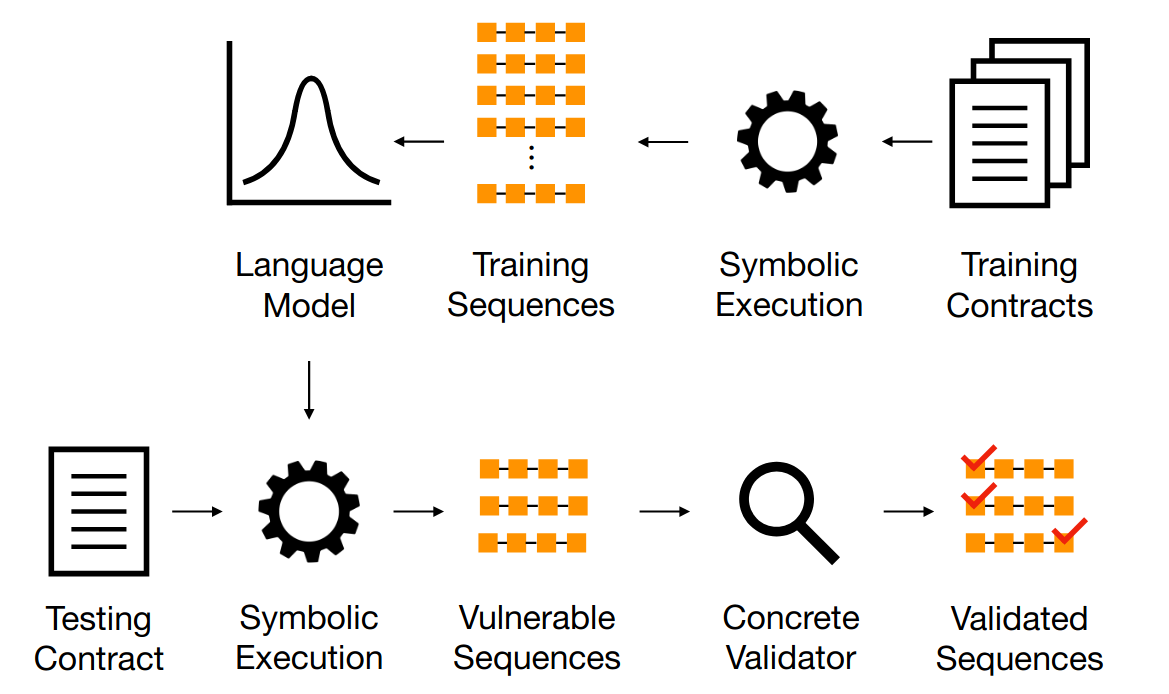 Language
Model
Training
Sequences
Symbolic
Execution
Training
Contracts
Testing
Contract
Symbolic
Execution
Vulnerable
Sequences
Concrete
Validator
Validated
Sequences